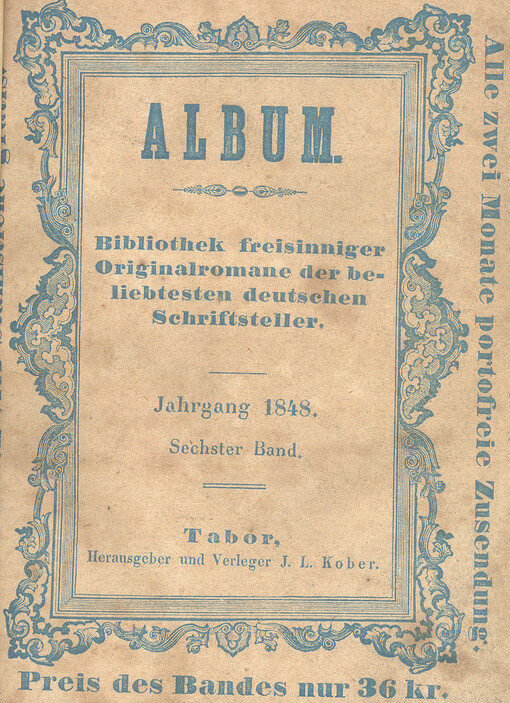 ALBUM.
Bibliothek freisinniger
Originalromane der be-
liebtesten deutschen
Schriftsteller.
Jahrgang 1848.
Sechster Band.
Tabor,
Herausgeber und Verleger J. L. Kober.
Alle zwei Monate portofreie Zusendung.
Preis des Bandes nur 36 kr.